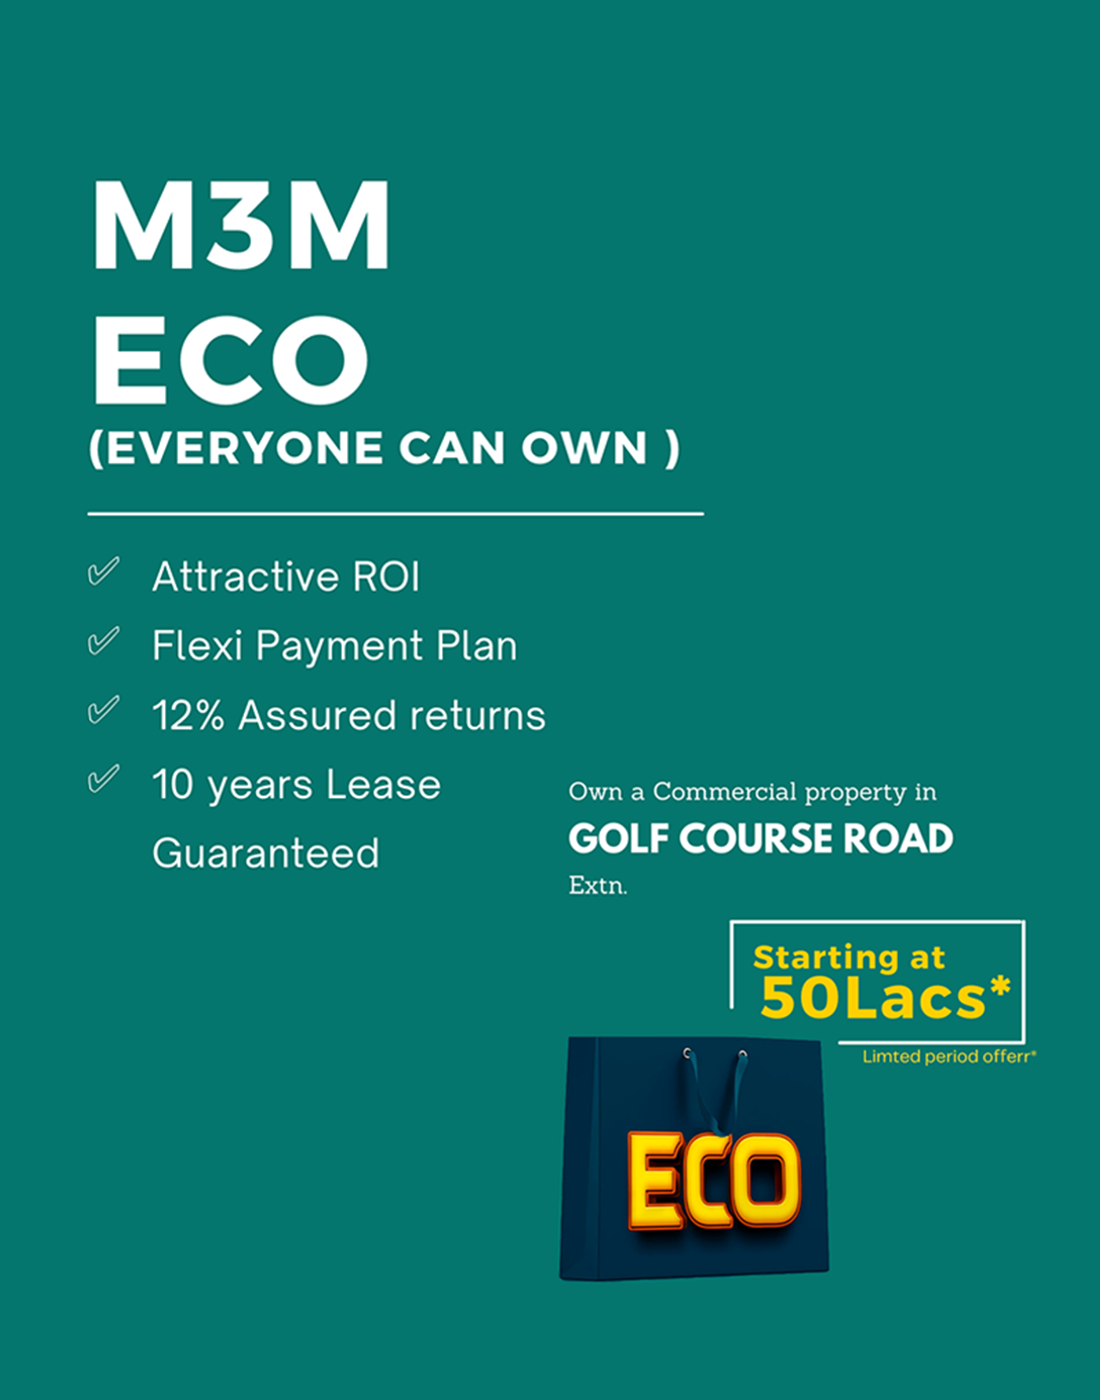 M3M
ECO
(EVERYONE CAN OWN )
✅ Attractive ROI
✅ Flexi Payment Plan
✅ 12% Assured returns
✅ 10 years Lease
Guaranteed
Own a Commercial property in
GOLF COURSE ROAD
Extn.
Starting at
50Lacs*
Limted period offerr*
ECO